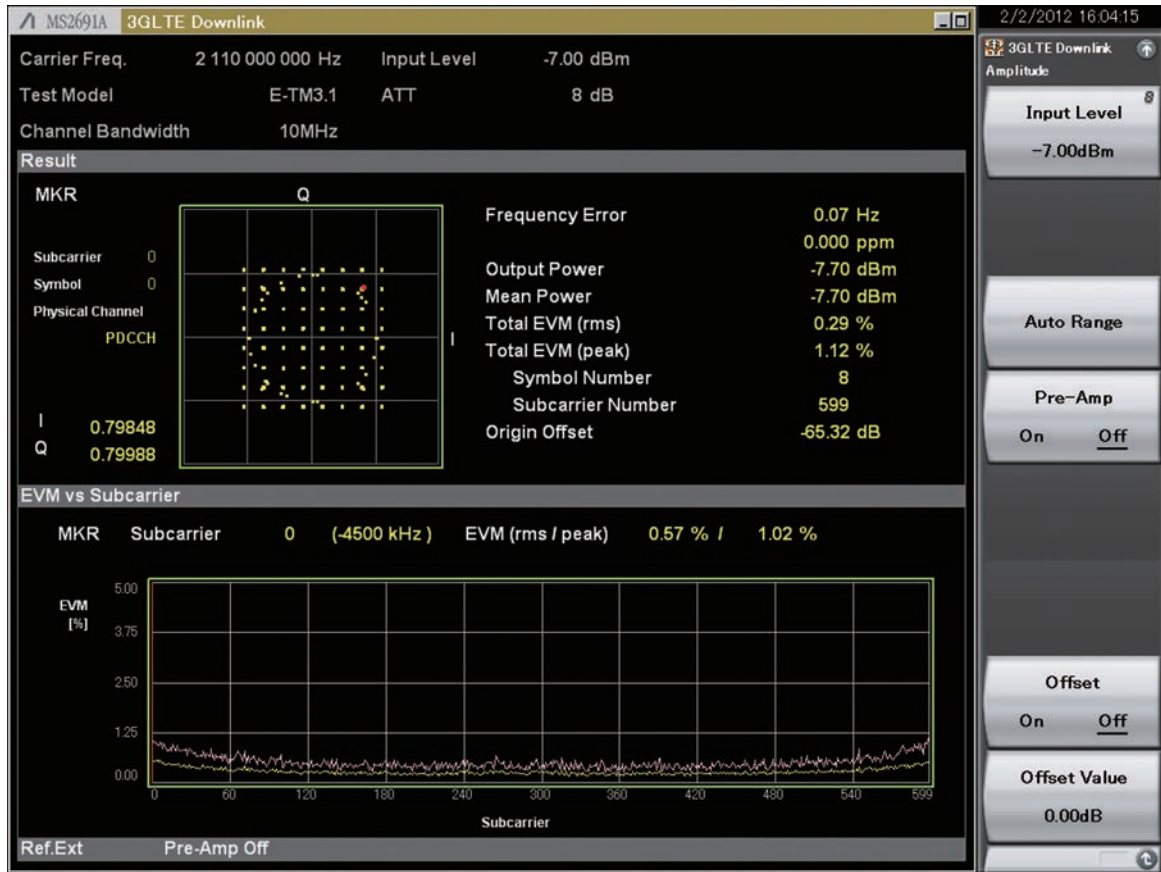 MS2691A 3GLTE Downlink
2/2/2012 16:04:15
Carrier Freq. 2 110 000 000 Hz Input Level -7.00 dBm
Test Model E-TM3.1 ATT 8 dB
Channel Bandwidth 10MHz
Result
MKR
Q
Subcarrier 0
Symbol 0
Physical Channel
PDCCH
I
I 0.79848
Q 0.79988
Frequency Error 0.07 Hz
0.000 ppm
Output Power -7.70 dBm
Mean Power -7.70 dBm
Total EVM (rms) 0.29 %
Total EVM (peak) 1.12 %
Symbol Number 8
Subcarrier Number 599
Origin Offset -65.32 dB
EVM vs Subcarrier
MKR Subcarrier 0 (-4500 kHz ) EVM (rms / peak) 0.57 % / 1.02 %
EVM
[%]
5.00
3.75
2.50
1.25
0.00
0 60 120 180 240 300 360 420 480 540 599
Subcarrier
Ref.Ext Pre-Amp Off
3GLTE Downlink
Amplitude
8
Input Level
-7.00dBm
Auto Range
Pre-Amp
On Off
Offset
On Off
Offset Value
0.00dB